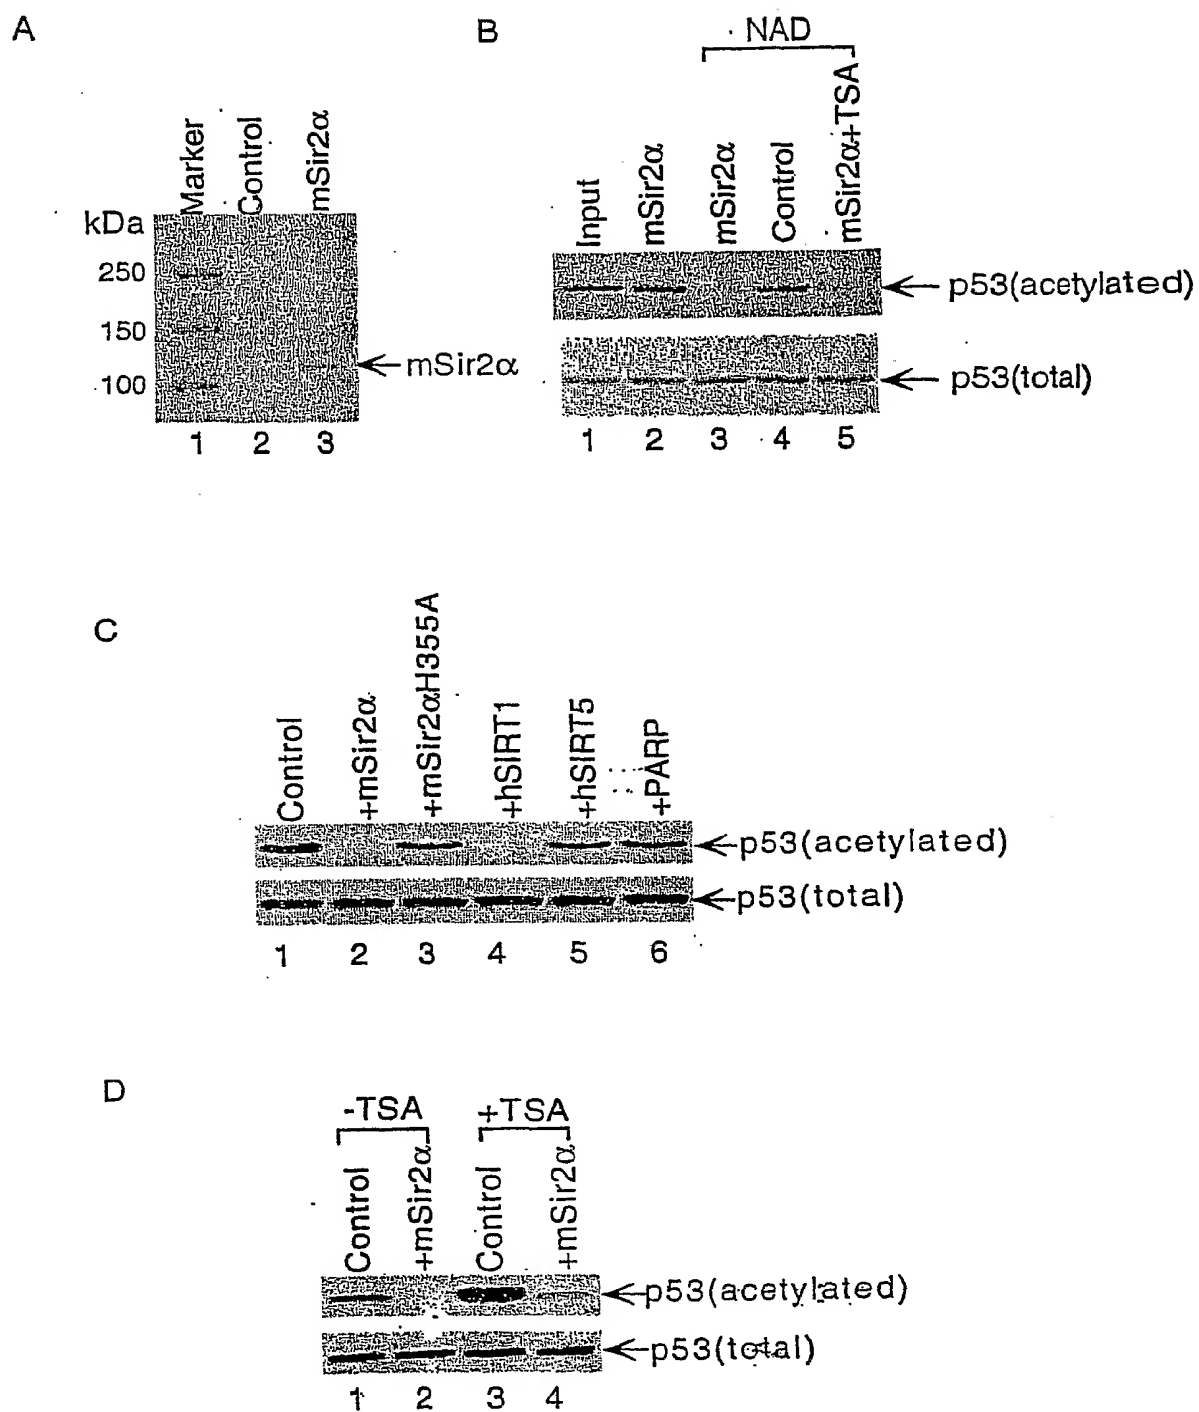 A
Marker
Control
mSir2α
kDa
250
150
100
mSir2α
1 2 3
B
NAD
Input
mSir2α
mSir2α
Control
mSir2α+TSA
p53(acetylated)
p53(total)
1 2 3 4 5
C
Control
+mSir2α
+mSir2αH355A
+hSIRT1
+hSIRT5
+PARP
p53(acetylated)
p53(total)
1 2 3 4 5 6
D
-TSA +TSA
Control
+mSir2α
Control
+mSir2α
p53(acetylated)
p53(total)
1 2 3 4